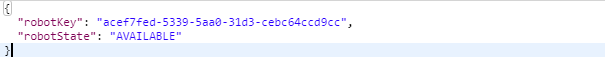 {
"robotKey": "acef7fed-5339-5aa0-31d3-cebc64ccd9cc",
"robotState": "AVAILABLE"
}